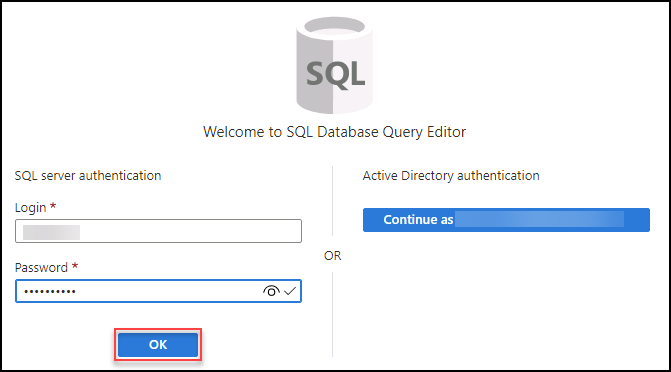 SQL
Welcome to SQL Database Query Editor
SQL server authentication
Login *
Password *
••••••••••
OK
OR
Active Directory authentication
Continue as